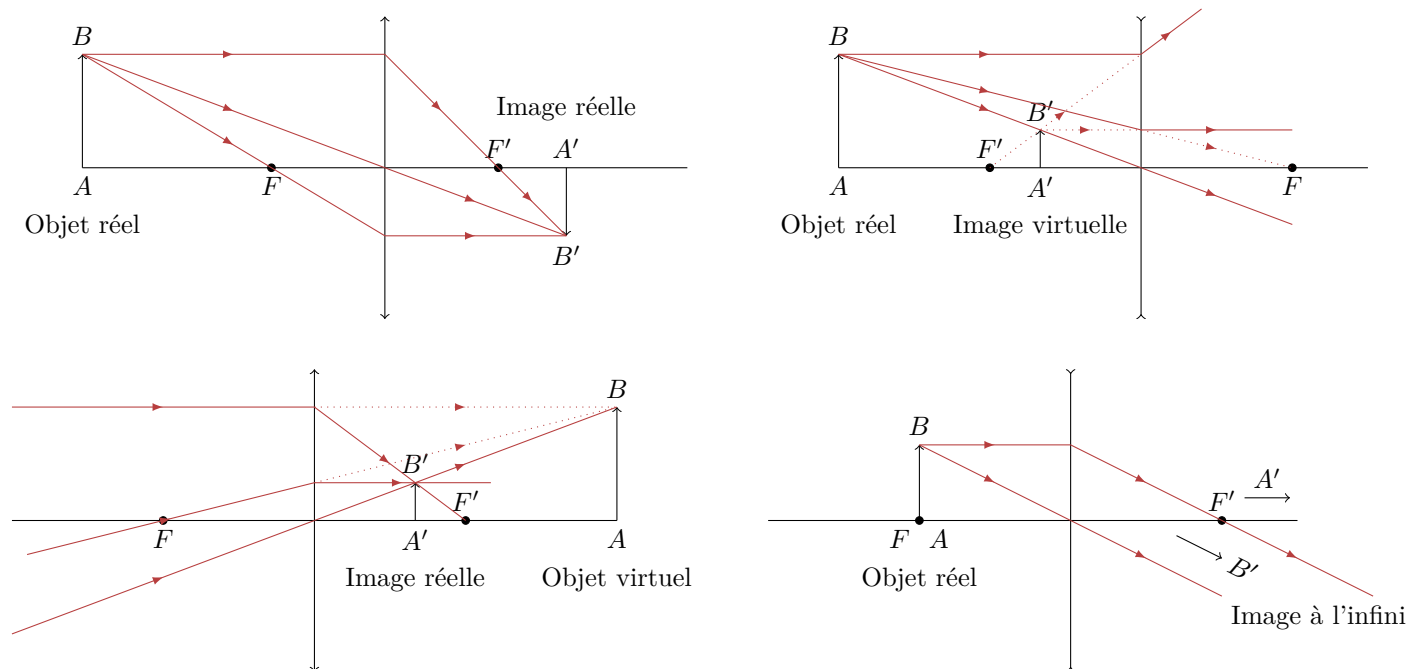 B
Image réelle
F′
A′
A
F
Objet réel
B′
B
B′
F′
A′
F
A
Objet réel
Image virtuelle
B
B′
F′
F
A′
A
Image réelle
Objet virtuel
B
A′
F′
F
A
B′
Objet réel
Image à l'infini